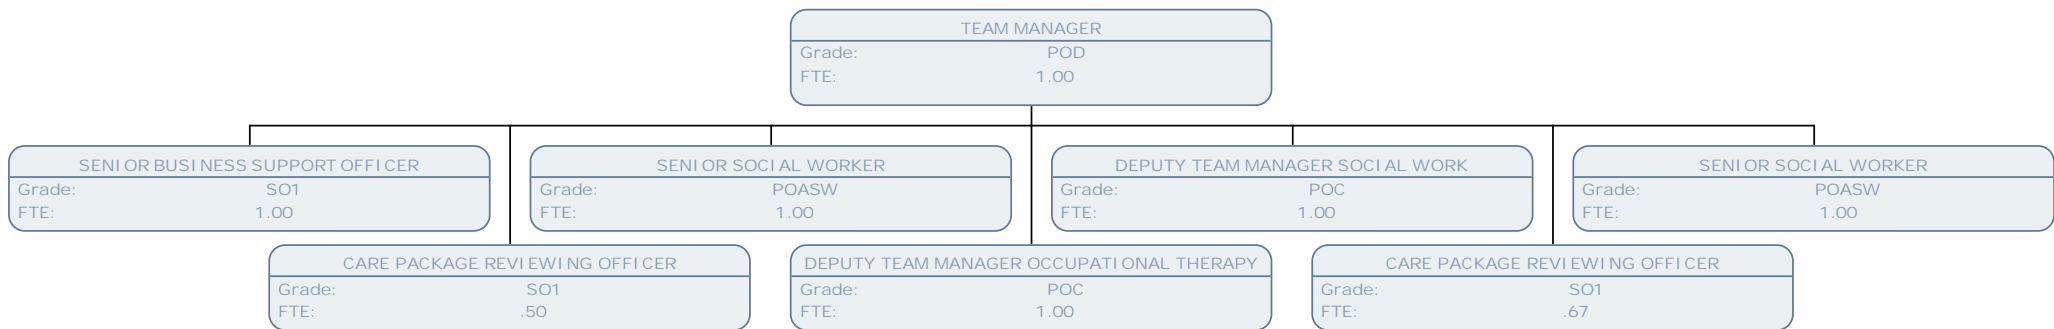 TEAM MANAGER
Grade: POD
FTE: 1.00
SENIOR BUSINESS SUPPORT OFFICER
Grade: SO1
FTE: 1.00
SENIOR SOCIAL WORKER
Grade: POASW
FTE: 1.00
DEPUTY TEAM MANAGER SOCIAL WORK
Grade: POC
FTE: 1.00
SENIOR SOCIAL WORKER
Grade: POASW
FTE: 1.00
CARE PACKAGE REVIEWING OFFICER
Grade: SO1
FTE: .50
DEPUTY TEAM MANAGER OCCUPATIONAL THERAPY
Grade: POC
FTE: 1.00
CARE PACKAGE REVIEWING OFFICER
Grade: SO1
FTE: .67